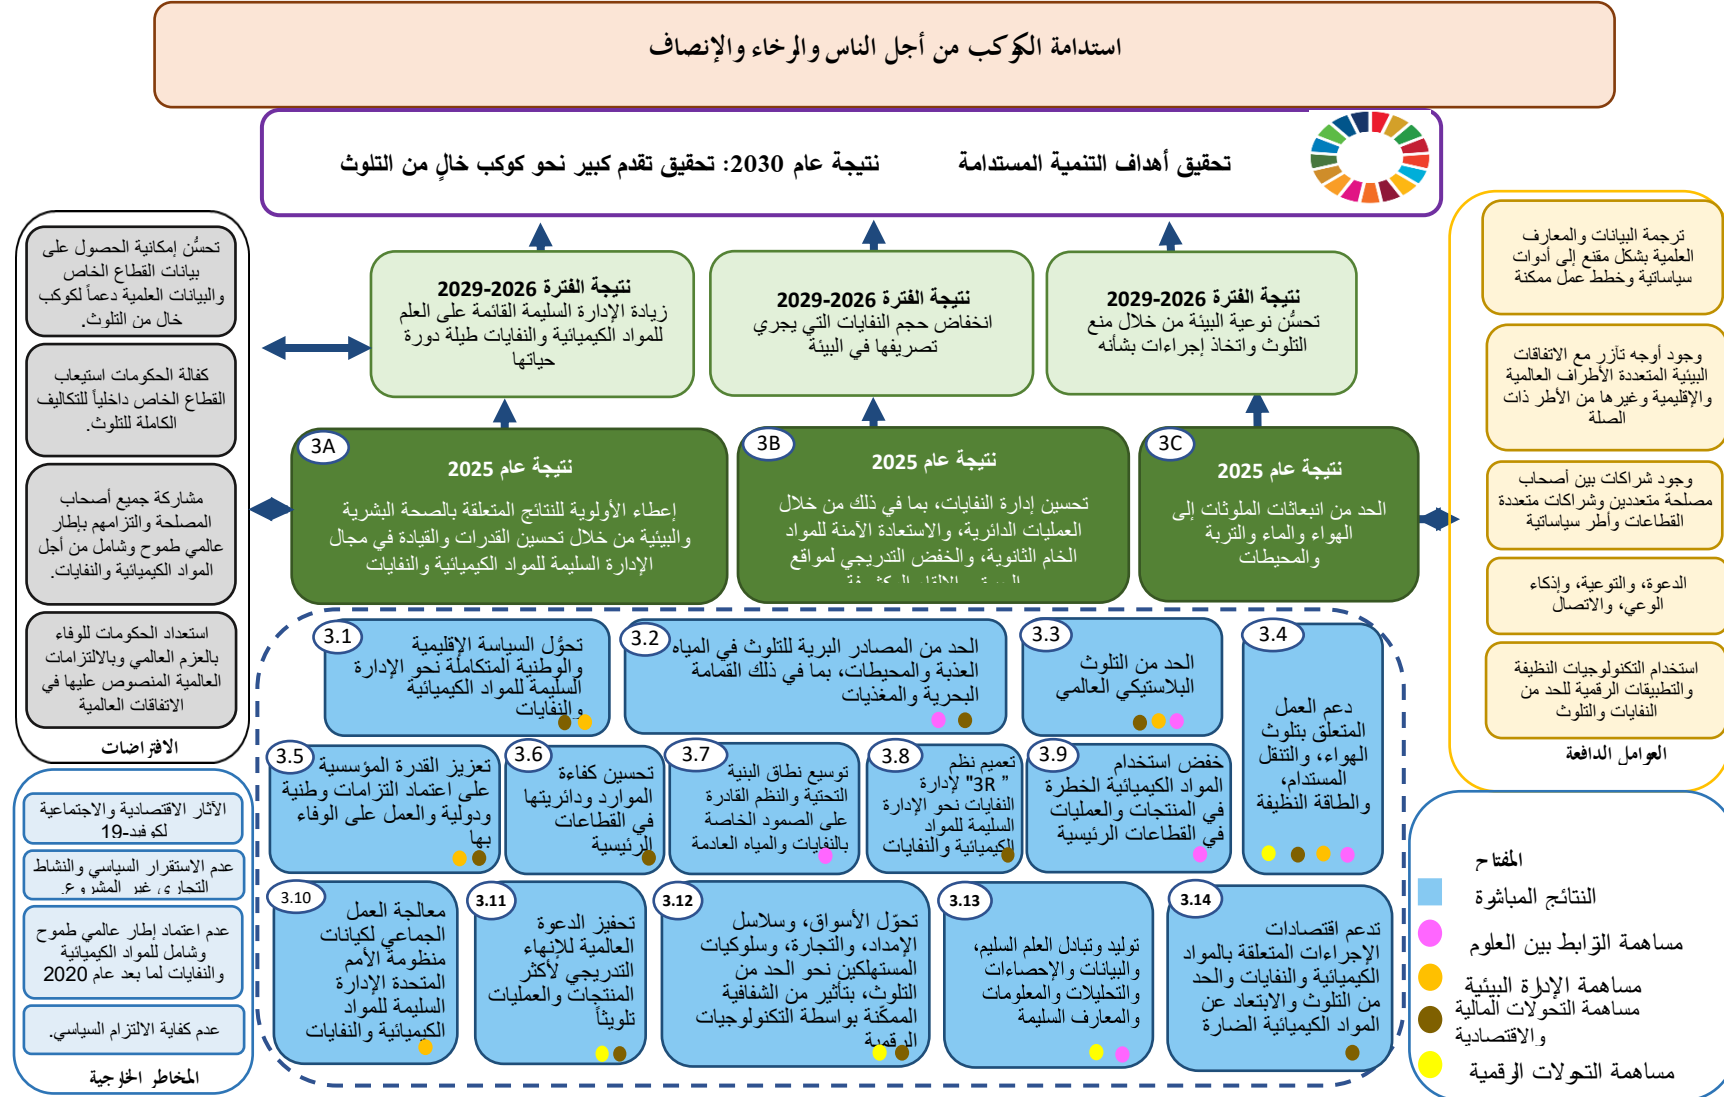 استدامة الكوكب من أجل الناس والرخاء والإنصاف
تحقيق أهداف التنمية المستدامة
نتيجة عام 2030: تحقيق تقدم كبير نحو كوكب خالٍ من التلوث
ترجمة البيانات والمعارف
العلمية بشكل مقنع إلى أدوات
سياساتية وخطط عمل ممكنة
وجود أوجه تآزر مع الاتفاقات
البيئية المتعددة الأطراف العالمية
والإقليمية وغيرها من الأطر ذات
الصلة
وجود شراكات بين أصحاب
مصلحة متعددين وشراكات متعددة
القطاعات وأطر سياساتية
الدعوة، والتوعية، وإذكاء
الوعي، والاتصال
استخدام التكنولوجيات النظيفة
والتطبيقات الرقمية للحد من
النفايات والتلوث
العوامل الدافعة
نتيجة الفترة 2026-2029
تحسُّن نوعية البيئة من خلال منع
التلوث واتخاذ إجراءات بشأنه
نتيجة الفترة 2026-2029
انخفاض حجم النفايات التي يجري
تصريفها في البيئة
نتيجة الفترة 2026-2029
زيادة الإدارة السليمة القائمة على العلم
للمواد الكيميائية والنفايات طيلة دورة
حياتها
تحسُّن إمكانية الحصول على
بيانات القطاع الخاص
والبيانات العلمية دعماً لكوكب
خال من التلوث.
كفالة الحكومات استيعاب
القطاع الخاص داخلياً للتكاليف
الكاملة للتلوث.
مشاركة جميع أصحاب
المصلحة والتزامهم بإطار
عالمي طموح وشامل من أجل
المواد الكيميائية والنفايات.
استعداد الحكومات للوفاء
بالعزم العالمي وبالالتزامات
العالمية المنصوص عليها في
الاتفاقات العالمية
الافتراضات
3C
نتيجة عام 2025
الحد من انبعاثات الملوثات إلى
الهواء والماء والتربة
والمحيطات
3B
نتيجة عام 2025
تحسين إدارة النفايات، بما في ذلك من خلال
العمليات الدائرية، والاستعادة الآمنة للمواد
الخام الثانوية، والخفض التدريجي لمواقع
3A
نتيجة عام 2025
إعطاء الأولوية للنتائج المتعلقة بالصحة البشرية
والبيئية من خلال تحسين القدرات والقيادة في مجال
الإدارة السليمة للمواد الكيميائية والنفايات
3.1
تحوُّل السياسة الإقليمية
والوطنية المتكاملة نحو الإدارة
السليمة للمواد الكيميائية
والنفايات
3.2
الحد من المصادر البرية للتلوث في المياه
العذبة والمحيطات، بما في ذلك القمامة
البحرية والمغذيات
3.3
الحد من التلوث
البلاستيكي العالمي
3.4
دعم العمل
المتعلق بتلوث
الهواء، والتنقل
المستدام،
والطاقة النظيفة
3.5
تعزيز القدرة المؤسسية
على اعتماد التزامات وطنية
ودولية والعمل على الوفاء
بها
3.6
تحسين كفاءة
الموارد ودائريتها
في القطاعات
الرئيسية
3.7
توسيع نطاق البنية
التحتية والنظم القادرة
على الصمود الخاصة
بالنفايات والمياه العادمة
3.8
تعميم نظم
"3R" لإدارة
النفايات نحو الإدارة
السليمة للمواد
الكيميائية والنفايات
3.9
خفض استخدام
المواد الكيميائية الخطرة
في المنتجات والعمليات
في القطاعات الرئيسية
3.10
معالجة العمل
الجماعي لكيانات
منظومة الأمم
المتحدة الإدارة
السليمة للمواد
الكيميائية والنفايات
3.11
تحفيز الدعوة
العالمية للإنهاء
التدريجي لأكثر
المنتجات والعمليات
تلويثاً
3.12
تحوّل الأسواق، وسلاسل
الإمداد، والتجارة، وسلوكيات
المستهلكين نحو الحد من
التلوث، بتأثير من الشفافية
الممكّنة بواسطة التكنولوجيات
الرقمية
3.13
توليد وتبادل العلم السليم،
والبيانات والإحصاءات
والتحليلات والمعلومات
والمعارف السليمة
3.14
تدعم اقتصادات
الإجراءات المتعلقة بالمواد
الكيميائية والنفايات والحد
من التلوث والابتعاد عن
المواد الكيميائية الضارة
الآثار الاقتصادية والاجتماعية
لكوفيد-19
عدم الاستقرار السياسي والنشاط
التجاري غير المشروع.
عدم اعتماد إطار عالمي طموح
وشامل للمواد الكيميائية
والنفايات لما بعد عام 2020
عدم كفاية الالتزام السياسي.
المخاطر الخارجية
المفتاح
النتائج المباشرة
مساهمة الترابط بين العلوم
مساهمة الإدارة البيئية
مساهمة التحولات المالية
والاقتصادية
مساهمة التحولات الرقمية